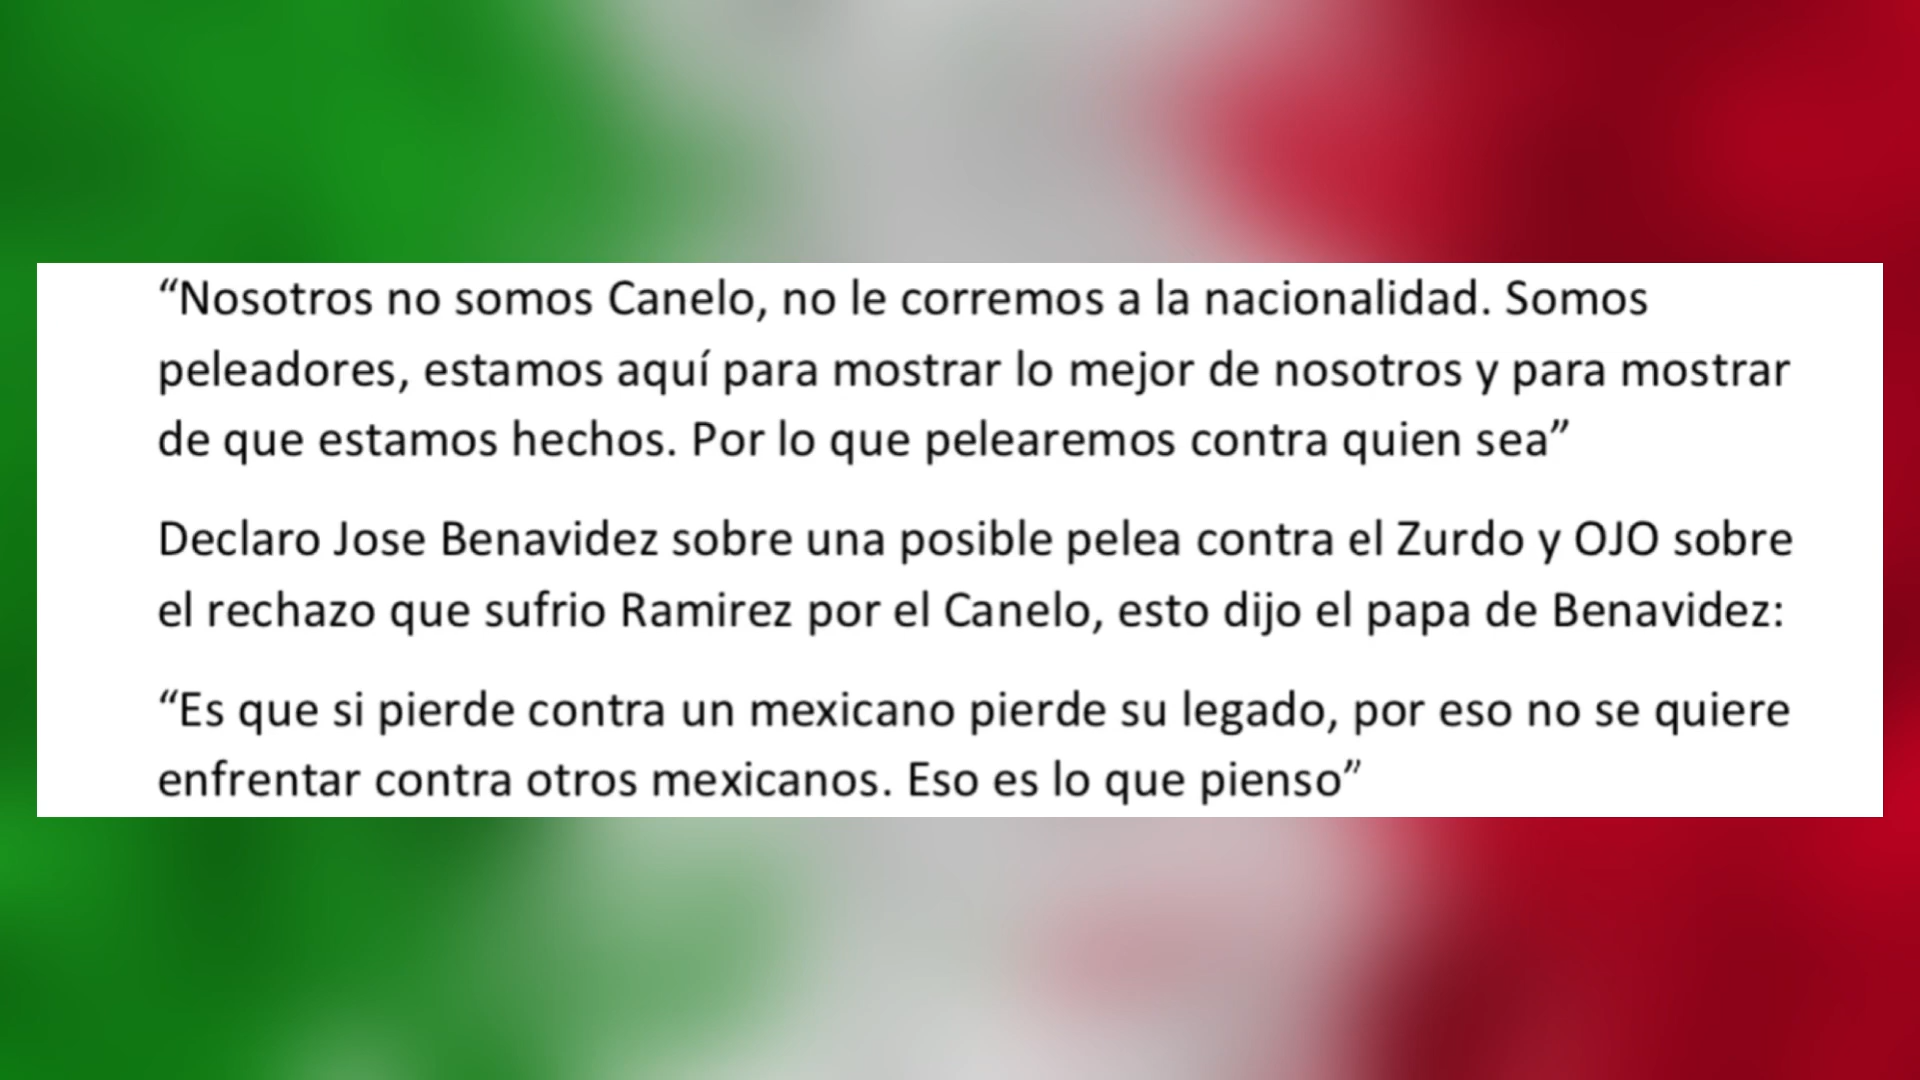 “Nosotros no somos Canelo, no le corremos a la nacionalidad. Somos
peleadores, estamos aquí para mostrar lo mejor de nosotros y para mostrar
de que estamos hechos. Por lo que pelearemos contra quien sea”
Declaro Jose Benavidez sobre una posible pelea contra el Zurdo y OJO sobre
el rechazo que sufrio Ramirez por el Canelo, esto dijo el papa de Benavidez:
“Es que si pierde contra un mexicano pierde su legado, por eso no se quiere
enfrentar contra otros mexicanos. Eso es lo que pienso”